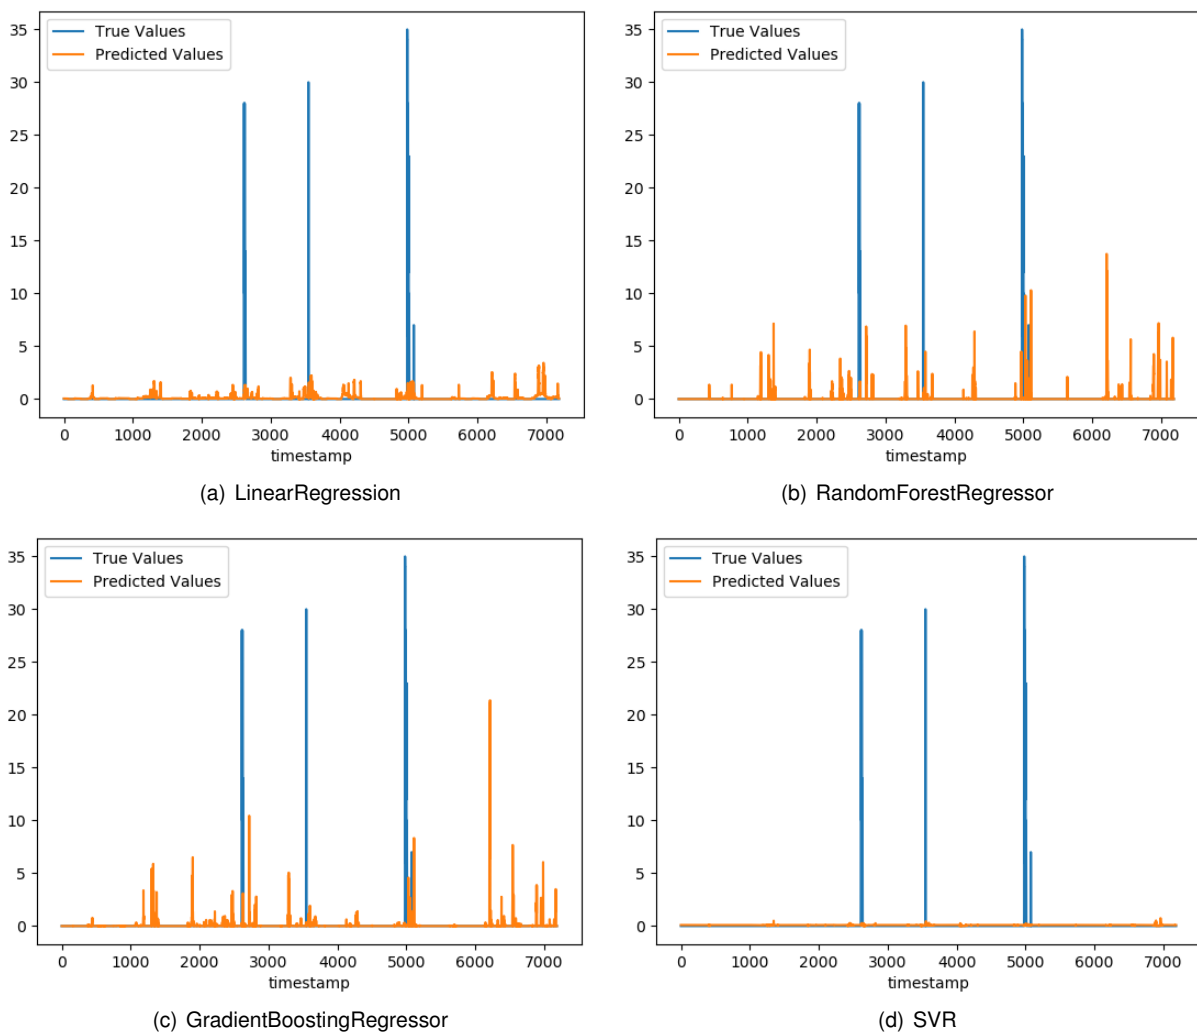 35
30
25
20
15
10
5
0
True Values
Predicted Values
0 1000 2000 3000 4000 5000 6000 7000
timestamp
(a) LinearRegression
35
30
25
20
15
10
5
0
True Values
Predicted Values
0 1000 2000 3000 4000 5000 6000 7000
timestamp
(b) RandomForestRegressor
35
30
25
20
15
10
5
0
True Values
Predicted Values
0 1000 2000 3000 4000 5000 6000 7000
timestamp
(c) GradientBoostingRegressor
35
30
25
20
15
10
5
0
True Values
Predicted Values
0 1000 2000 3000 4000 5000 6000 7000
timestamp
(d) SVR